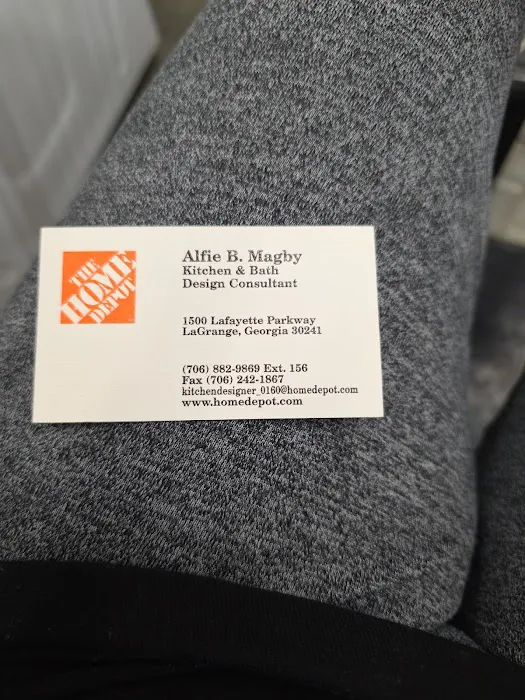 THE
HOME
DEPOT
Alfie B. Magby
Kitchen & Bath
Design Consultant
1500 Lafayette Parkway
LaGrange, Georgia 30241
(706) 882-9869 Ext. 156
Fax (706) 242-1867
kitchendesigner_0160@homedepot.com
www.homedepot.com